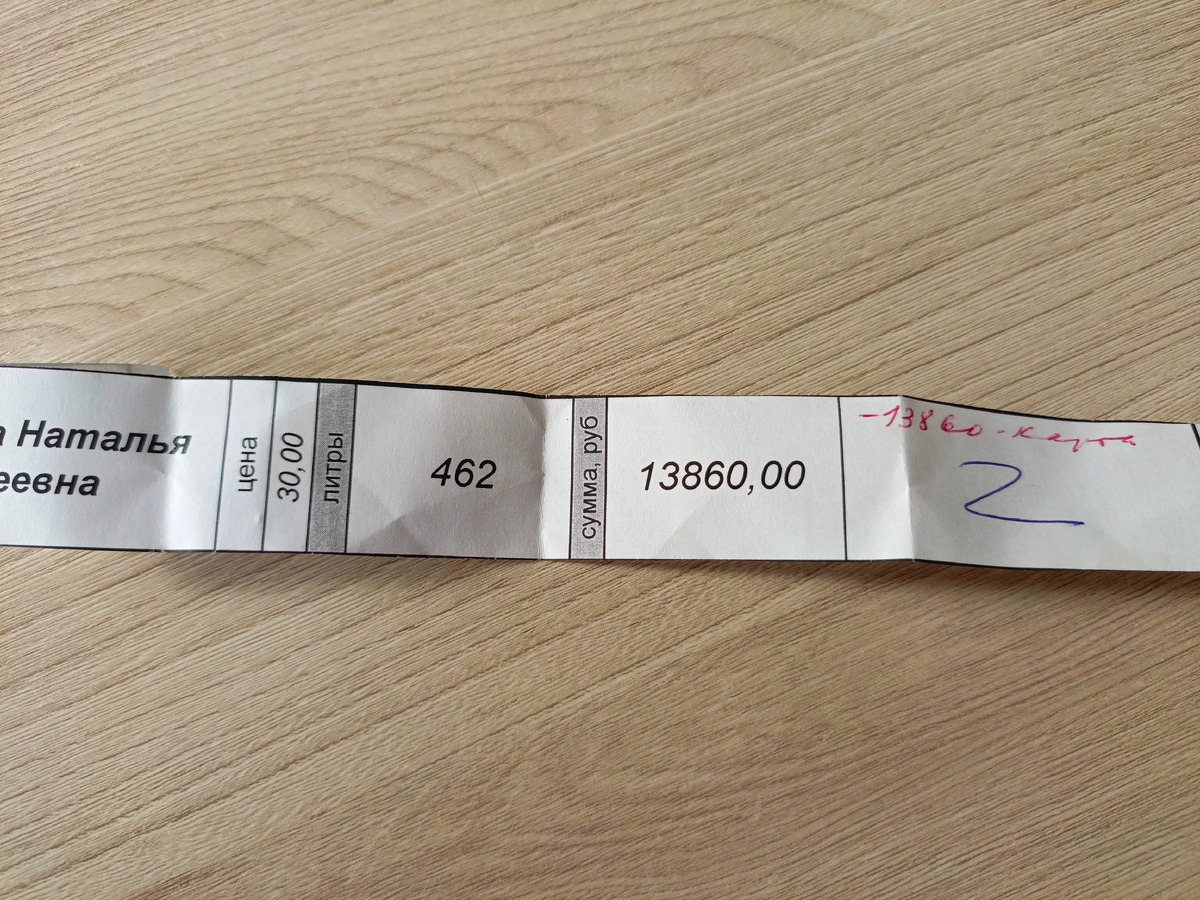 а Наталья
еевна
цена
30,00
литры
462
сумма, руб
13860,00
-13860-карта